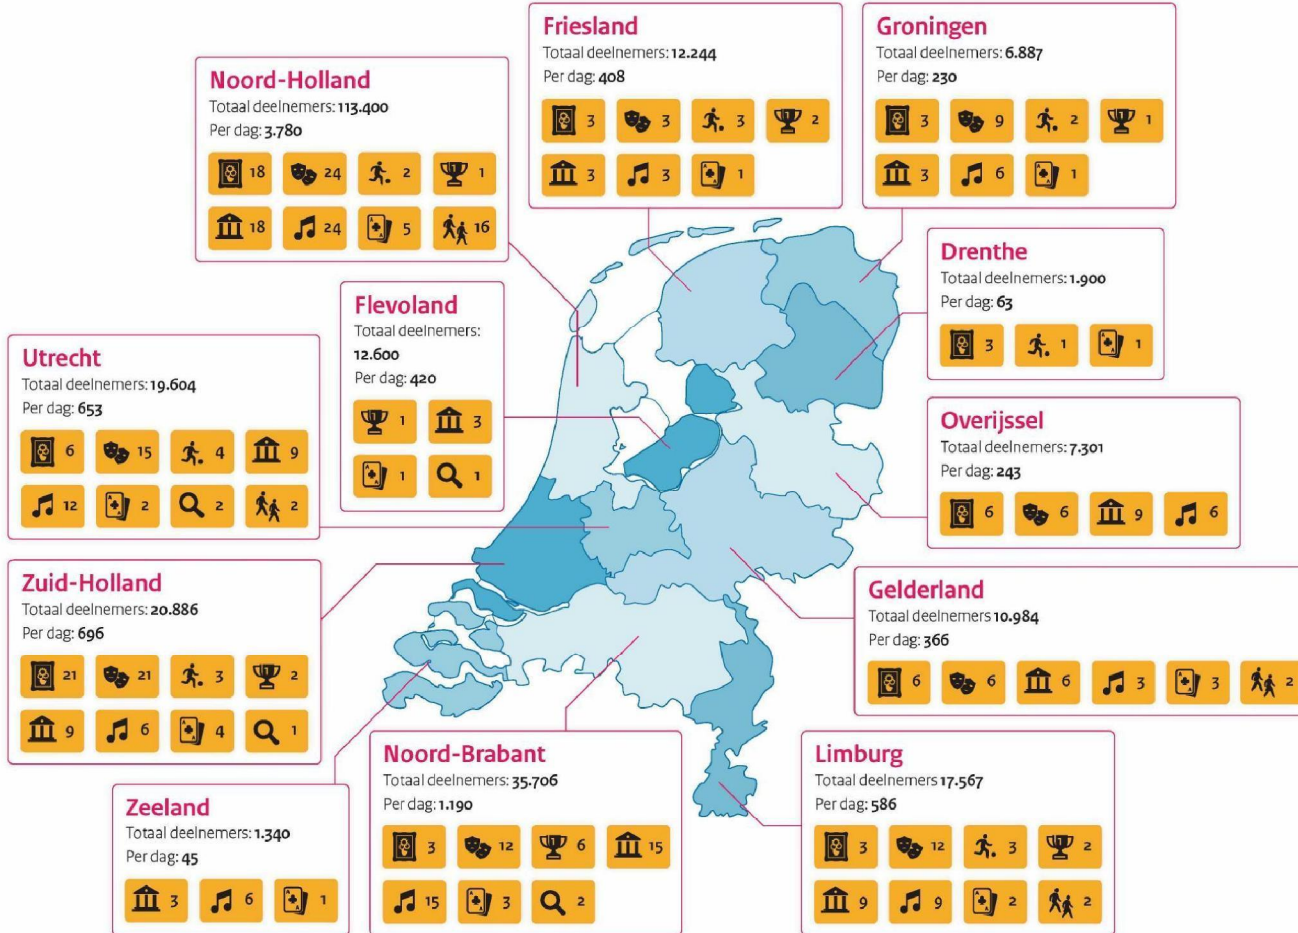 Friesland
Totaal deelnemers: 12.244
Per dag: 408
3 3 3 2
3 3 1
Groningen
Totaal deelnemers: 6.887
Per dag: 230
3 9 2 1
3 6 1
Noord-Holland
Totaal deelnemers: 113.400
Per dag: 3.780
18 24 2 1
18 24 5 16
Drenthe
Totaal deelnemers: 1.900
Per dag: 63
3 1 1
Flevoland
Totaal deelnemers:
12.600
Per dag: 420
1 3
1 1
Utrecht
Totaal deelnemers: 19.604
Per dag: 653
6 15 4 9
12 2 2 2
Overijssel
Totaal deelnemers: 7.301
Per dag: 243
6 6 9 6
Zuid-Holland
Totaal deelnemers: 20.886
Per dag: 696
21 21 3 2
9 6 4 1
Gelderland
Totaal deelnemers 10.984
Per dag: 366
6 6 6 3 3 2
Zeeland
Totaal deelnemers: 1.340
Per dag: 45
3 6 1
Noord-Brabant
Totaal deelnemers: 35.706
Per dag: 1.190
3 12 6 15
15 3 2
Limburg
Totaal deelnemers 17.567
Per dag: 586
3 12 3 2
9 9 2 2